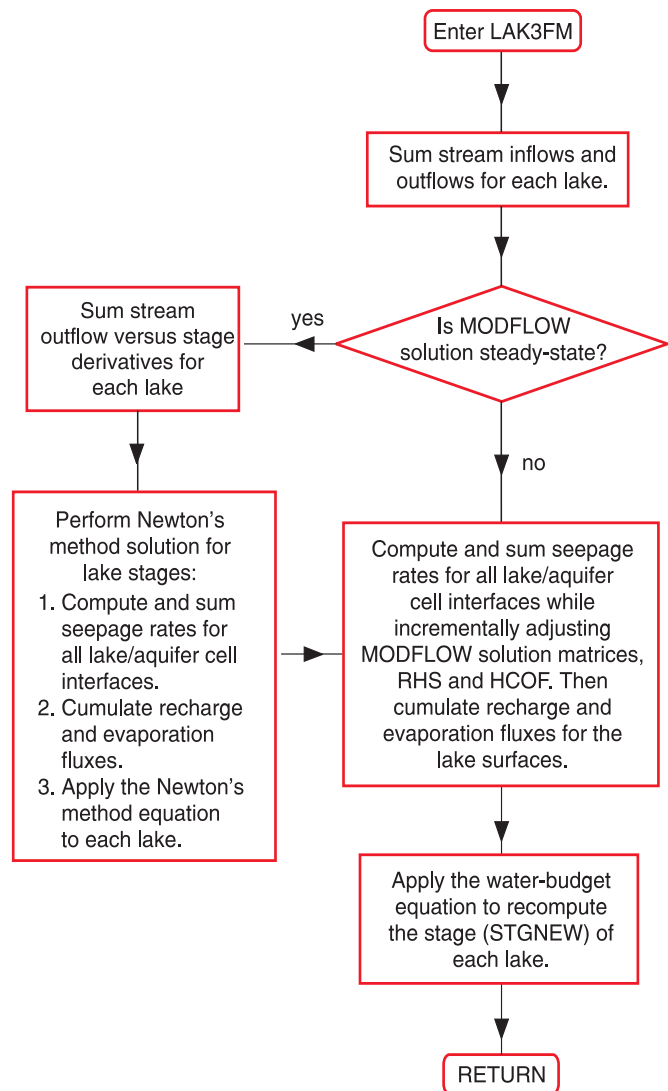 Enter LAK3FM
Sum stream inflows and
outflows for each lake.
Is MODFLOW
solution steady-state?
yes
Sum stream
outflow versus stage
derivatives for
each lake
no
Perform Newton's
method solution for
lake stages:
1. Compute and sum
seepage rates for
all lake/aquifer cell
interfaces.
2. Cumulate recharge
and evaporation
fluxes.
3. Apply the Newton's
method equation
to each lake.
Compute and sum seepage
rates for all lake/aquifer
cell interfaces while
incrementally adjusting
MODFLOW solution matrices,
RHS and HCOF. Then
cumulate recharge and
evaporation fluxes for the
lake surfaces.
Apply the water-budget
equation to recompute
the stage (STGNEW) of
each lake.
RETURN